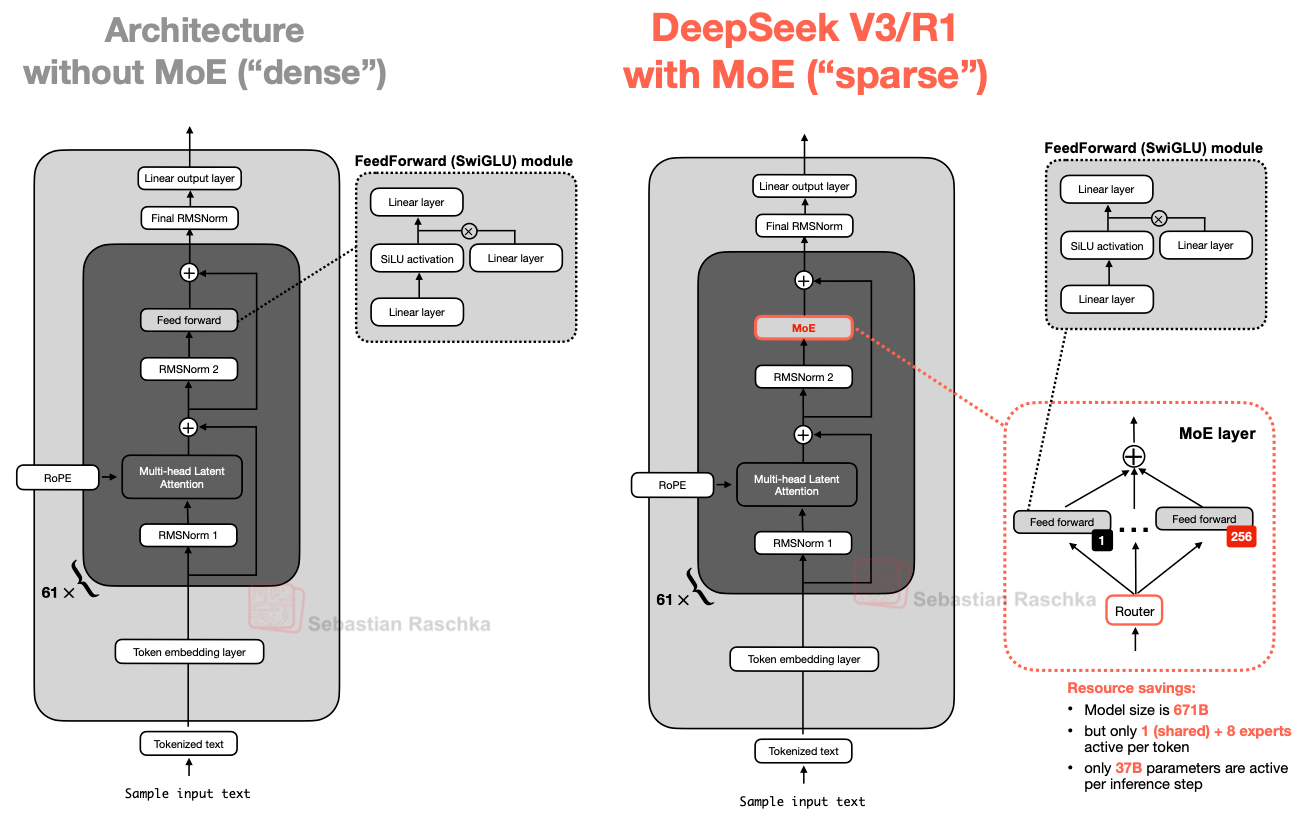 Architecture
without MoE (“dense”)
FeedForward (SwiGLU) module
Linear layer
×
SiLU activation
Linear layer
Linear layer
Linear output layer
Final RMSNorm
+
Feed forward
RMSNorm 2
+
Multi-head Latent
Attention
RoPE
RMSNorm 1
61 ×
{
Token embedding layer
Tokenized text
Sample input text
Sebastian Raschka
DeepSeek V3/R1
with MoE (“sparse”)
Linear output layer
Final RMSNorm
+
MoE
RMSNorm 2
+
Multi-head Latent
Attention
RoPE
RMSNorm 1
61 ×
{
Token embedding layer
Tokenized text
Sample input text
Sebastian Raschka
FeedForward (SwiGLU) module
Linear layer
×
SiLU activation
Linear layer
Linear layer
MoE layer
+
Feed forward
1
...
Feed forward
256
Router
Resource savings:
• Model size is 671B
• but only 1 (shared) + 8 experts
active per token
• only 37B parameters are active
per inference step